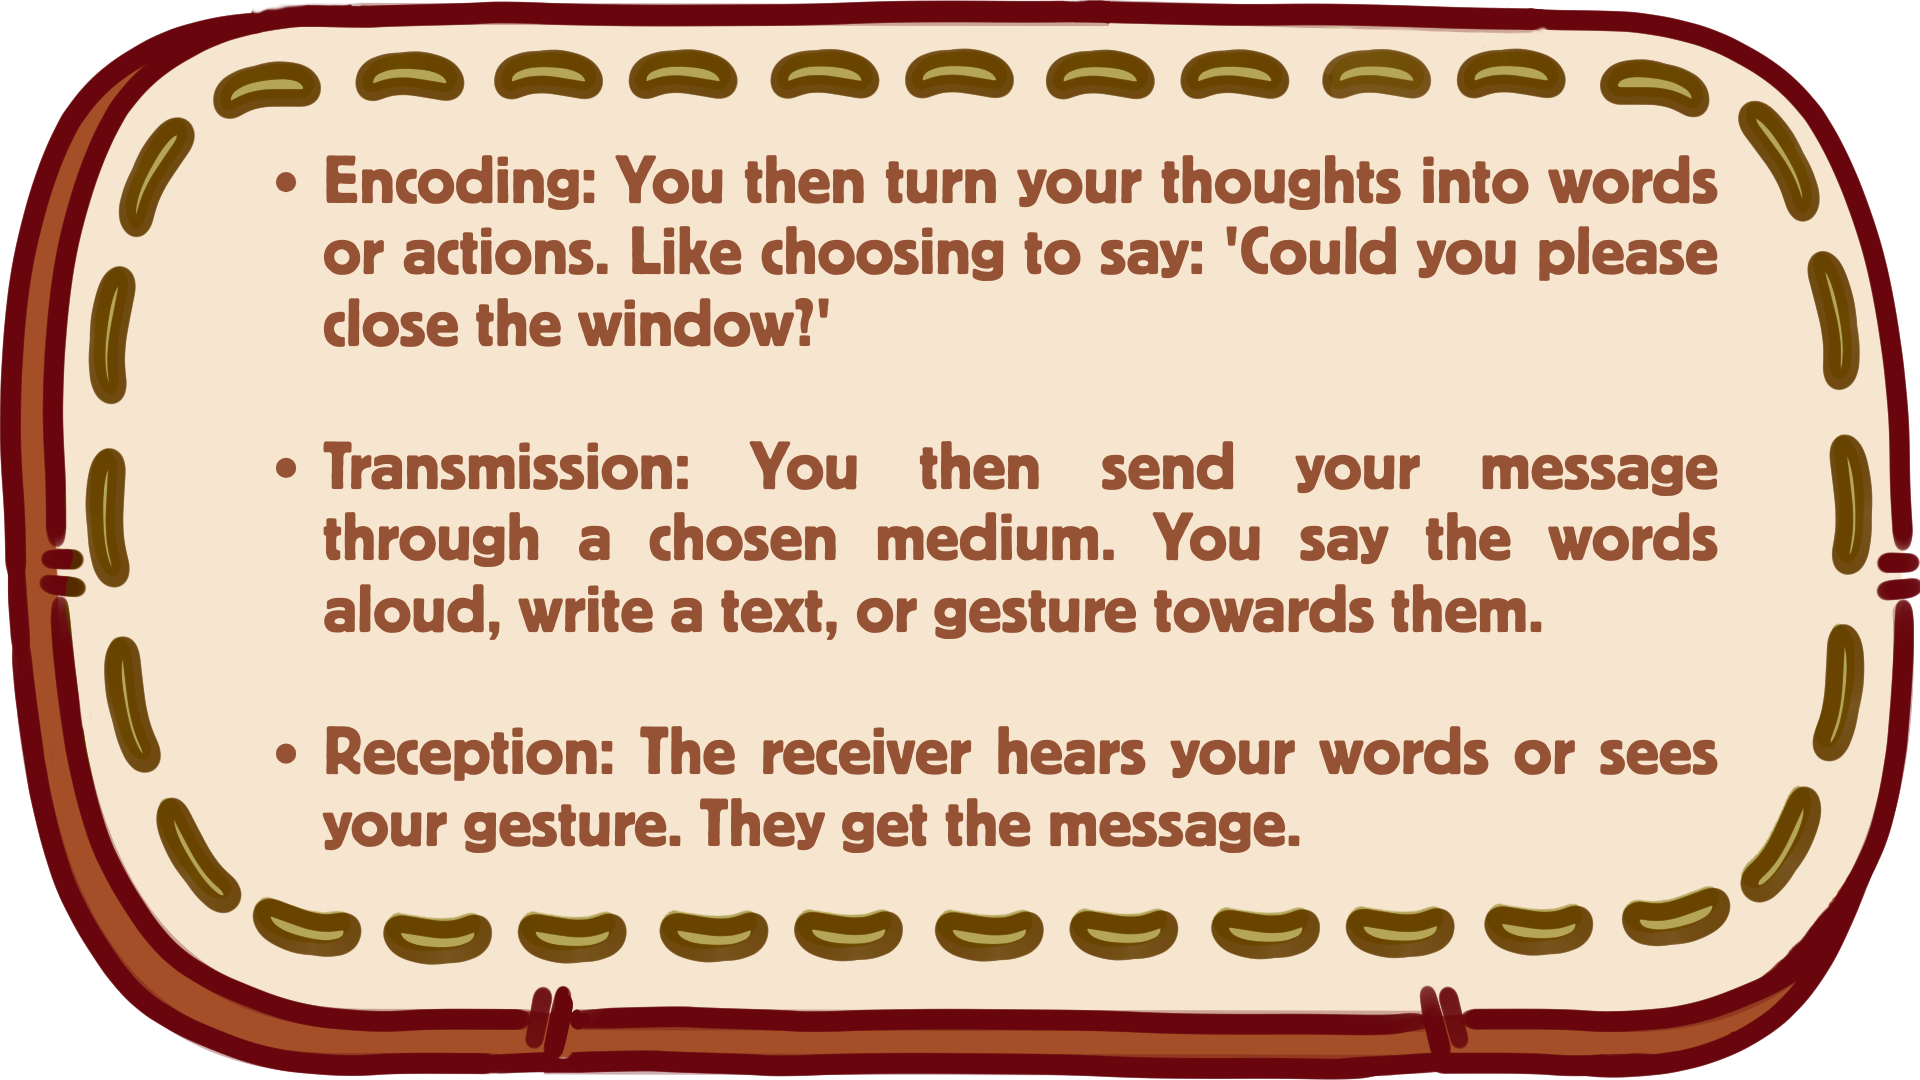 • Encoding: You then turn your thoughts into words
or actions. Like choosing to say: 'Could you please
close the window?'
• Transmission: You then send your message
through a chosen medium. You say the words
aloud, write a text, or gesture towards them.
• Reception: The receiver hears your words or sees
your gesture. They get the message.